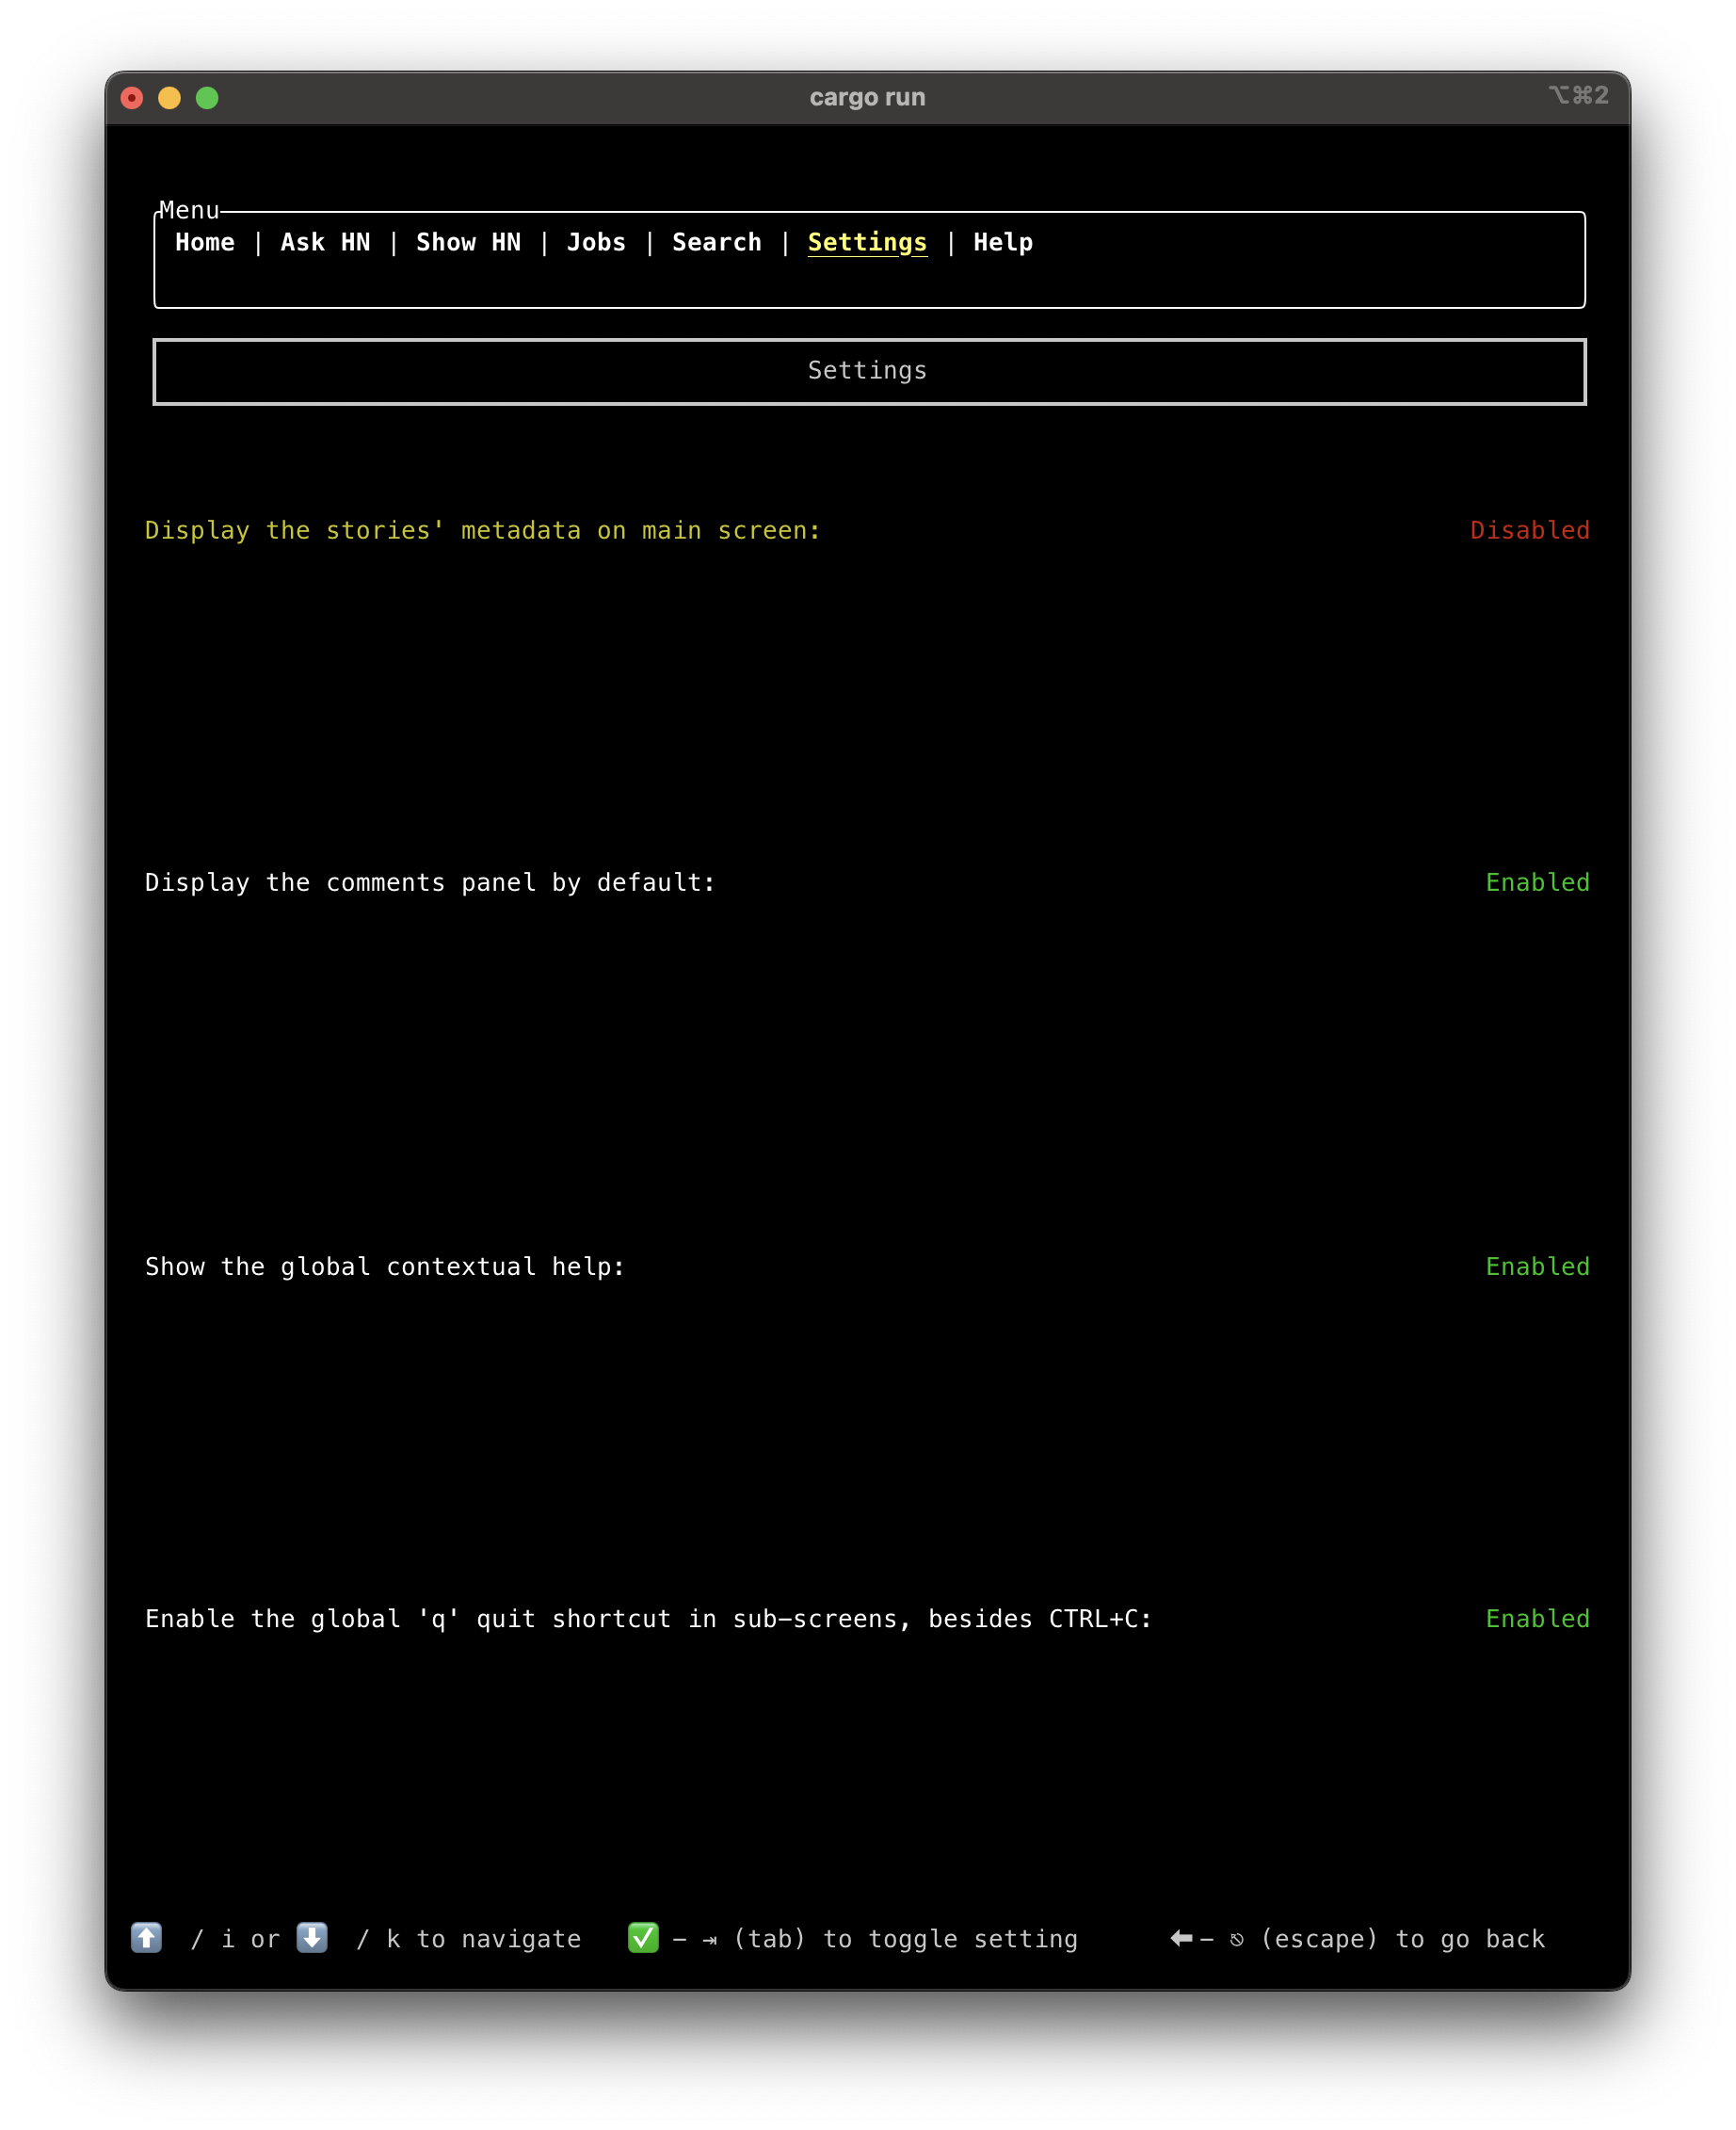 cargo run ⌥⌘2
Menu
Home | Ask HN | Show HN | Jobs | Search | Settings | Help
Settings
Display the stories' metadata on main screen: Disabled
Display the comments panel by default: Enabled
Show the global contextual help: Enabled
Enable the global 'q' quit shortcut in sub-screens, besides CTRL+C: Enabled
⬆️ / i or ⬇️ / k to navigate ✅ - ⇥ (tab) to toggle setting ⬅ - ⎋ (escape) to go back